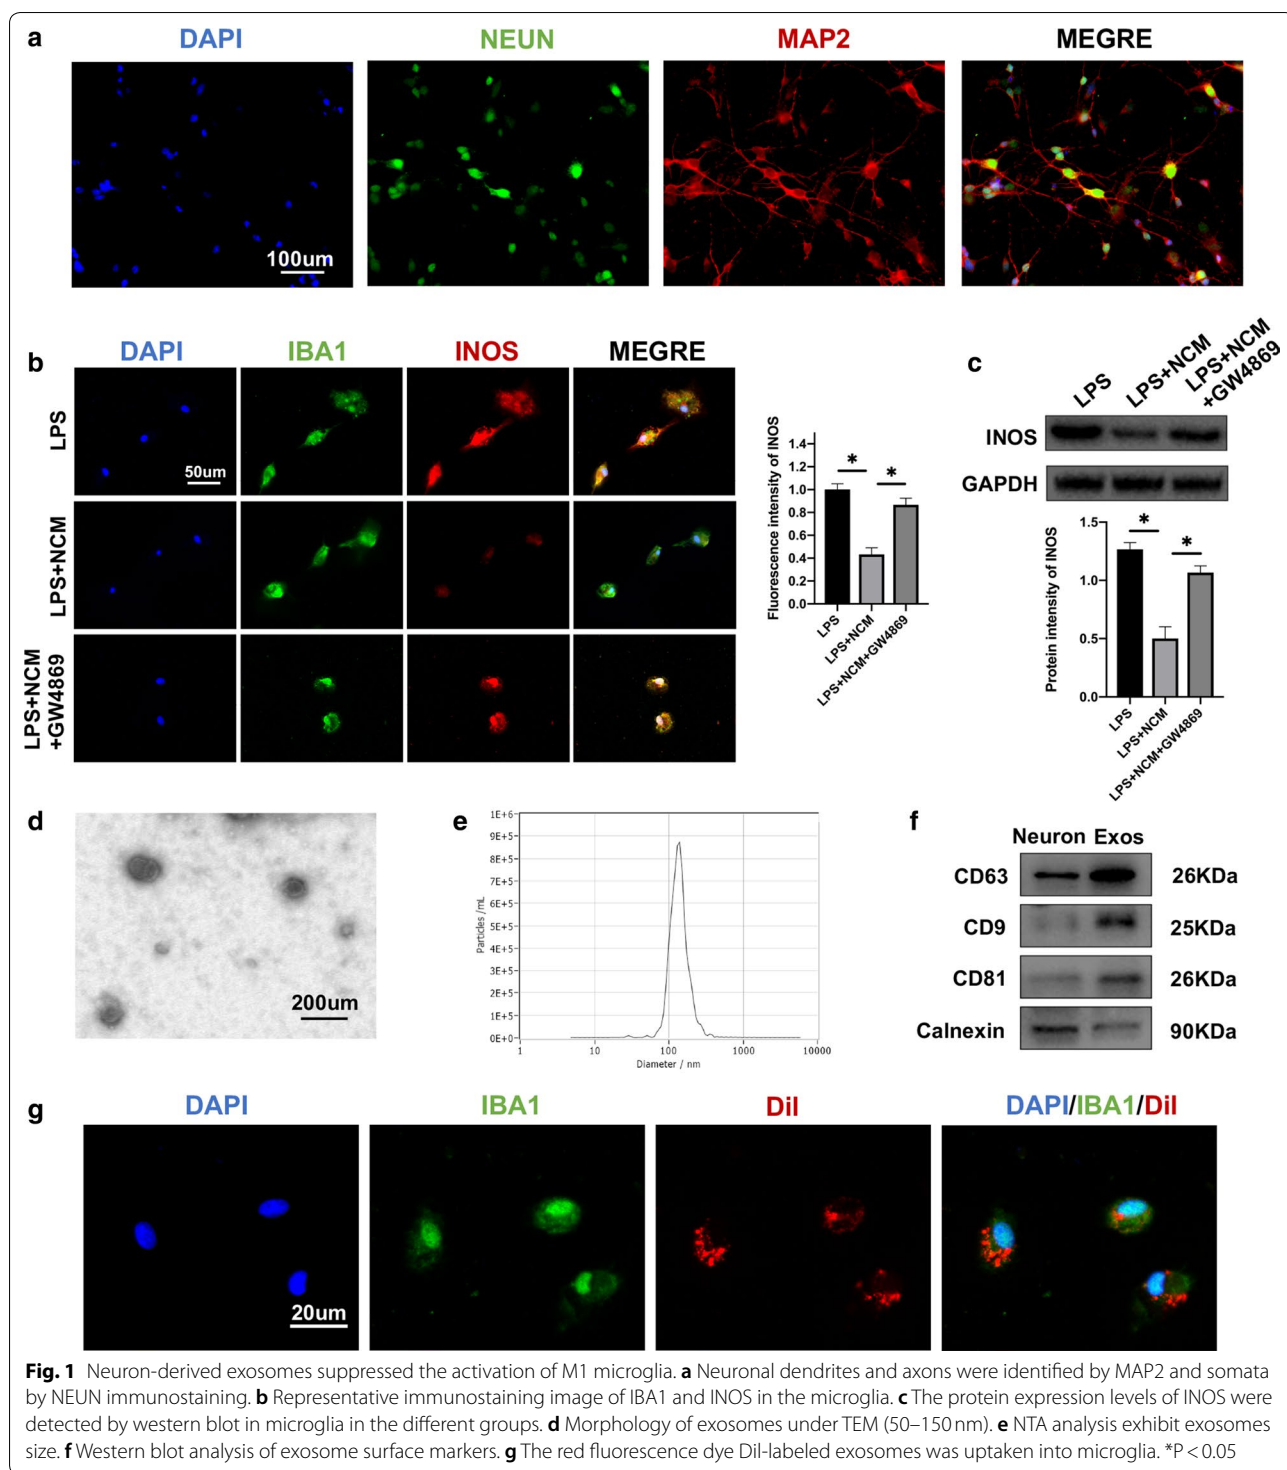 a
DAPI NEUN MAP2 MEGRE
100um
b
DAPI IBA1 INOS MEGRE
LPS
50um
LPS+NCM
LPS+NCM
+GW4869
Fluorescence intensity of INOS
1.4
1.2
1.0
0.8
0.6
0.4
0.2
0.0
* *
LPS
LPS+NCM
LPS+NCM+GW4869
c
LPS LPS+NCM LPS+NCM
+GW4869
INOS
GAPDH
Protein intensity of INOS
1.5
1.0
0.5
0.0
* *
LPS
LPS+NCM
LPS+NCM+GW4869
d
200um
e
Particles / mL
1E+6
9E+5
8E+5
7E+5
6E+5
5E+5
4E+5
3E+5
2E+5
1E+5
0E+0
1 10 100 1000 10000
Diameter / nm
f
Neuron Exos
CD63 26KDa
CD9 25KDa
CD81 26KDa
Calnexin 90KDa
g
DAPI IBA1 Dil DAPI/IBA1/Dil
20um
Fig. 1 Neuron-derived exosomes suppressed the activation of M1 microglia. a Neuronal dendrites and axons were identified by MAP2 and somata
by NEUN immunostaining. b Representative immunostaining image of IBA1 and INOS in the microglia. c The protein expression levels of INOS were
detected by western blot in microglia in the different groups. d Morphology of exosomes under TEM (50–150 nm). e NTA analysis exhibit exosomes
size. f Western blot analysis of exosome surface markers. g The red fluorescence dye Dil-labeled exosomes was uptaken into microglia. *P < 0.05